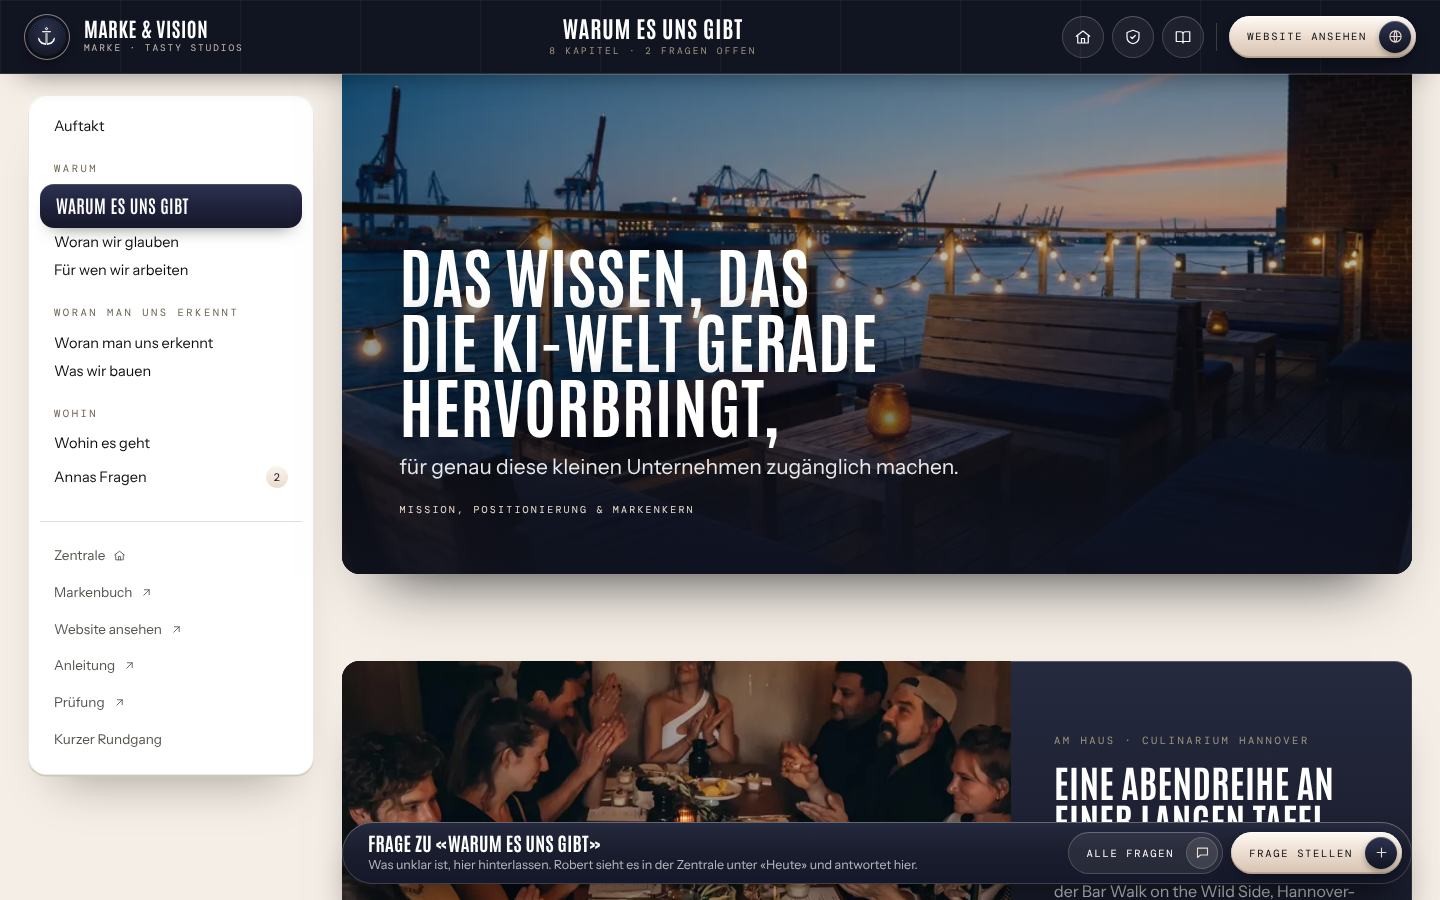 MARKE & VISION
MARKE · TASTY STUDIOS
WARUM ES UNS GIBT
8 KAPITEL · 2 FRAGEN OFFEN
WEBSITE ANSEHEN
Auftakt
WARUM
WARUM ES UNS GIBT
Woran wir glauben
Für wen wir arbeiten
WORAN MAN UNS ERKENNT
Woran man uns erkennt
Was wir bauen
WOHIN
Wohin es geht
Annas Fragen 2
Zentrale
Markenbuch
Website ansehen
Anleitung
Prüfung
Kurzer Rundgang
DAS WISSEN, DAS
DIE KI-WELT GERADE
HERVORBRINGT,
für genau diese kleinen Unternehmen zugänglich machen.
MISSION, POSITIONIERUNG & MARKENKERN
AM HAUS · CULINARIUM HANNOVER
EINE ABENDREIHE AN
EINER LANGEN TAFEL
FRAGE ZU «WARUM ES UNS GIBT»
Was unklar ist, hier hinterlassen. Robert sieht es in der Zentrale unter «Heute» und antwortet hier.
ALLE FRAGEN
FRAGE STELLEN
der Bar Walk on the Wild Side, Hannover-